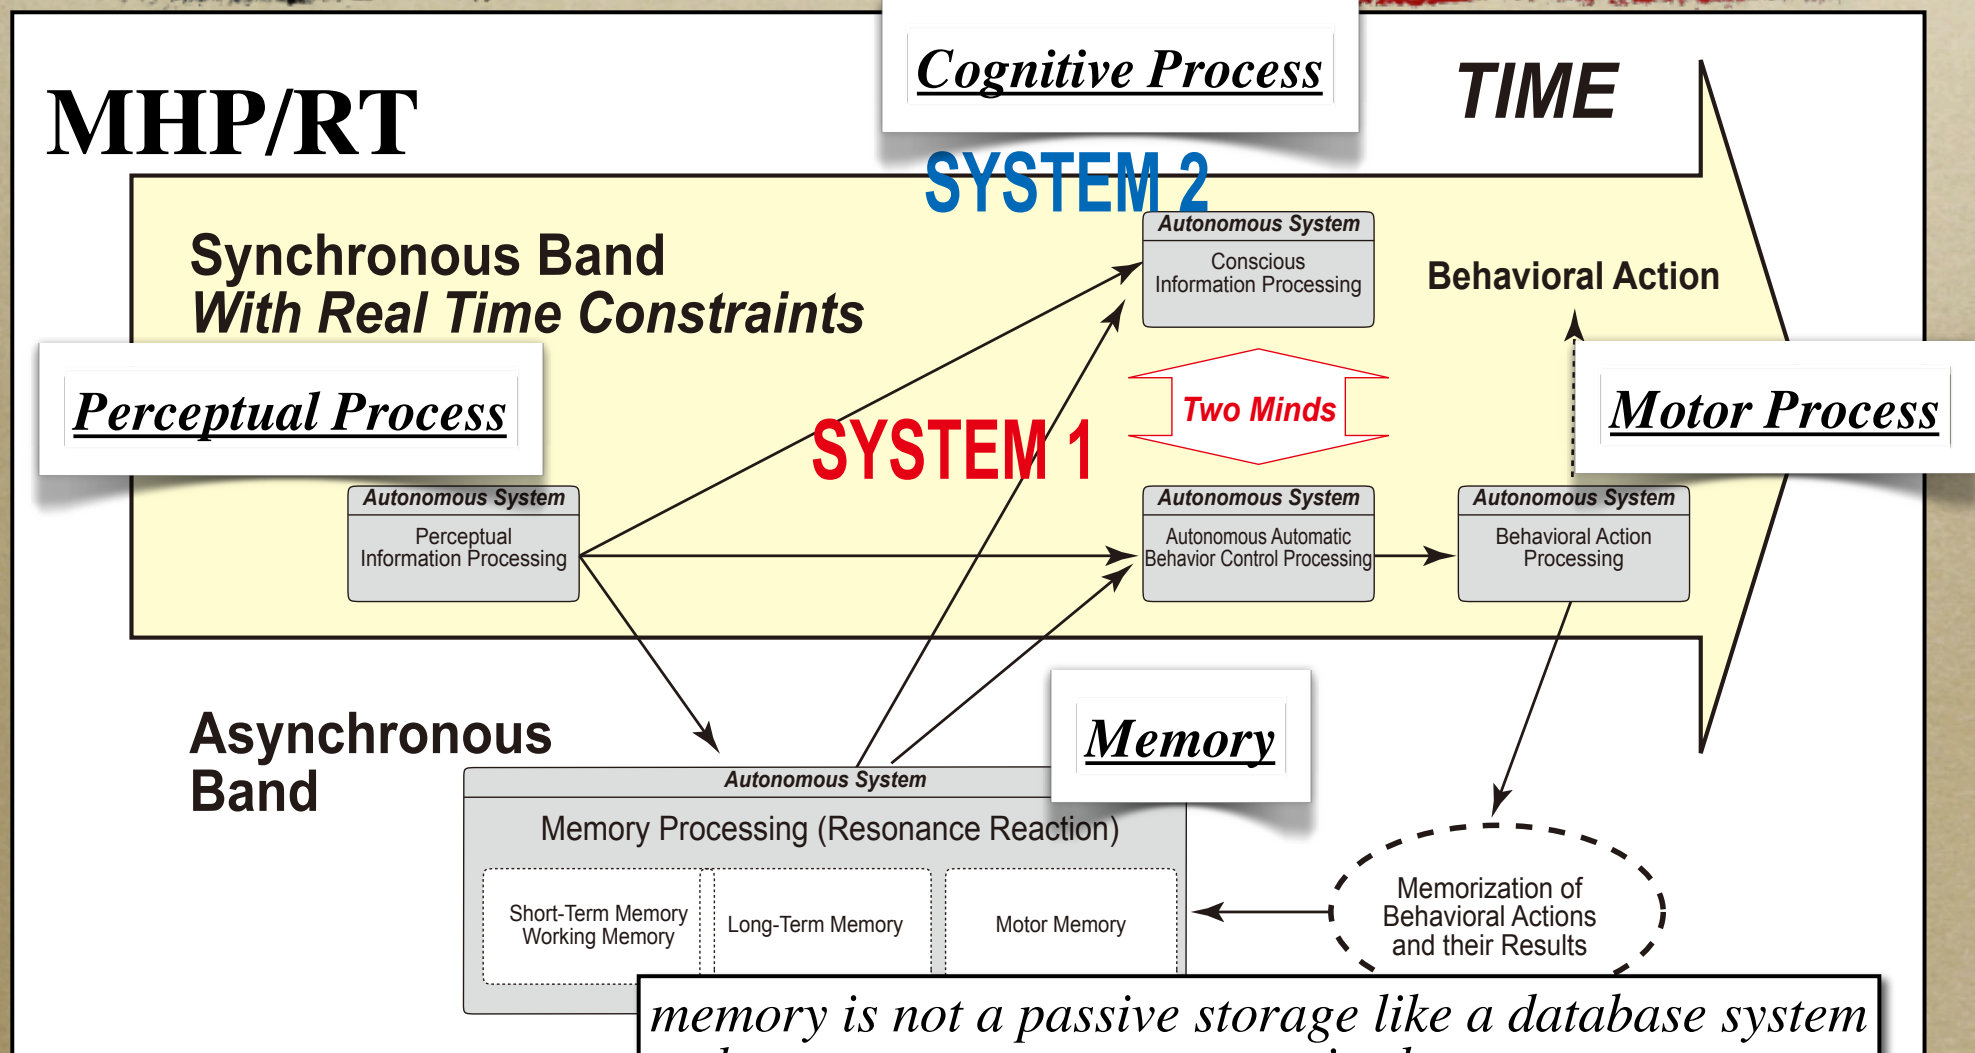 Cognitive Process
TIME
MHP/RT
SYSTEM 2
Autonomous System
Conscious
Information Processing
Synchronous Band
With Real Time Constraints
Behavioral Action
Perceptual Process
SYSTEM 1
Two Minds
Motor Process
Autonomous System
Perceptual
Information Processing
Autonomous System
Autonomous Automatic
Behavior Control Processing
Autonomous System
Behavioral Action
Processing
Asynchronous
Band
Memory
Autonomous System
Memory Processing (Resonance Reaction)
Short-Term Memory
Working Memory
Long-Term Memory
Motor Memory
Memorization of
Behavioral Actions
and their Results
memory is not a passive storage like a database system